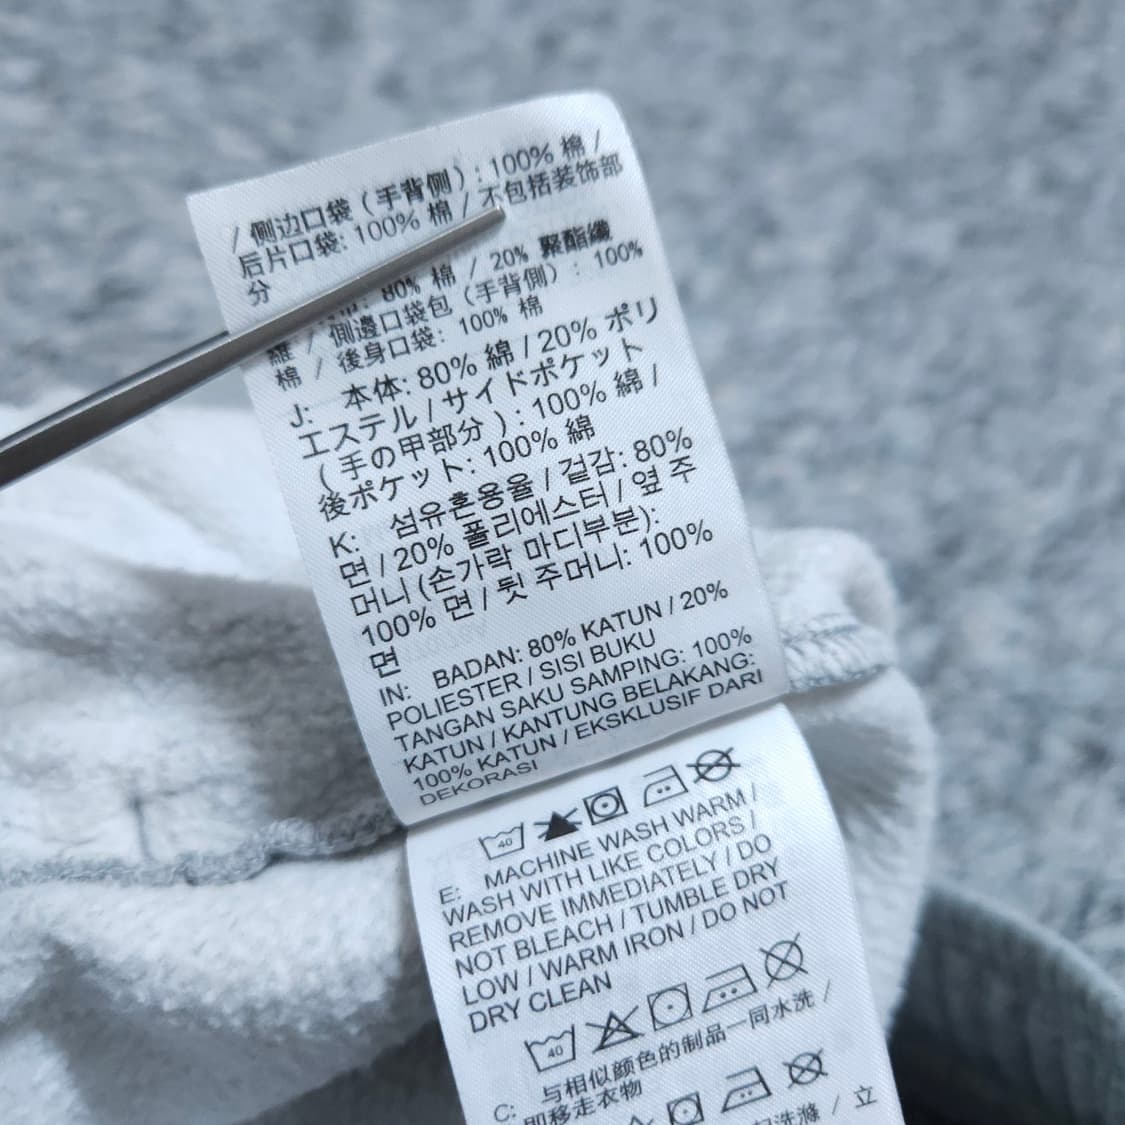 / 侧边口袋 ( 手背侧 ) : 100% 棉 /
后片口袋: 100% 棉 / 不包括装饰部
分
80% 棉 / 20% 聚酯纖
維 / 側邊口袋包 ( 手背側 ) : 100%
棉 / 後身口袋: 100% 棉
J: 本体: 80% 綿 / 20% ポリ
エステル / サイドポケット
( 手の甲部分 ) : 100% 綿 /
後ポケット: 100% 綿
K: 섬유혼용율 / 겉감: 80%
면 / 20% 폴리에스터 / 옆 주
머니 (손가락 마디부분):
100% 면 / 뒷 주머니: 100%
면
IN: BADAN: 80% KATUN / 20%
POLIESTER / SISI BUKU
TANGAN SAKU SAMPING: 100%
KATUN / KANTUNG BELAKANG:
100% KATUN / EKSKLUSIF DARI
DEKORASI
40
E: MACHINE WASH WARM /
WASH WITH LIKE COLORS /
REMOVE IMMEDIATELY / DO
NOT BLEACH / TUMBLE DRY
LOW / WARM IRON / DO NOT
DRY CLEAN
40
C: 与相似颜色的制品一同水洗 /
即移走衣物
洗滌 / 立